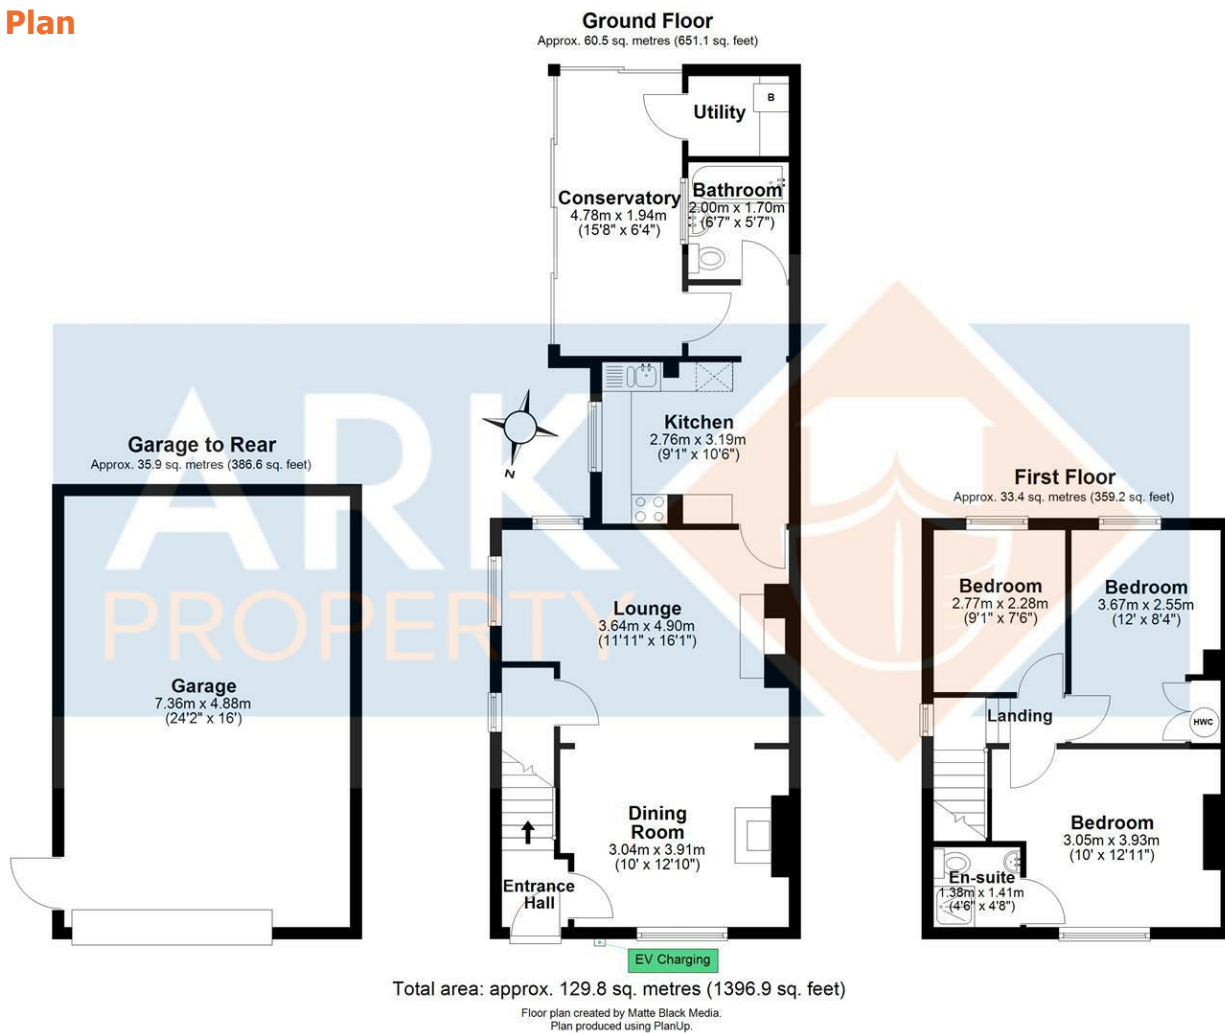 Plan
Ground Floor
Approx. 60.5 sq. metres (651.1 sq. feet)
B
Utility
Bathroom
2.00m x 1.70m
(6'7" x 5'7")
Conservatory
4.78m x 1.94m
(15'8" x 6'4")
Kitchen
2.76m x 3.19m
(9'1" x 10'6")
N
Lounge
3.64m x 4.90m
(11'11" x 16'1")
Dining
Room
3.04m x 3.91m
(10' x 12'10")
Entrance
Hall
EV Charging
Garage to Rear
Approx. 35.9 sq. metres (386.6 sq. feet)
Garage
7.36m x 4.88m
(24'2" x 16')
First Floor
Approx. 33.4 sq. metres (359.2 sq. feet)
Bedroom
2.77m x 2.28m
(9'1" x 7'6")
Bedroom
3.67m x 2.55m
(12' x 8'4")
Landing
HWC
Bedroom
3.05m x 3.93m
(10' x 12'11")
En-suite
1.38m x 1.41m
(4'6" x 4'8")
ARK
PROPERTY
Total area: approx. 129.8 sq. metres (1396.9 sq. feet)
Floor plan created by Matte Black Media.
Plan produced using PlanUp.